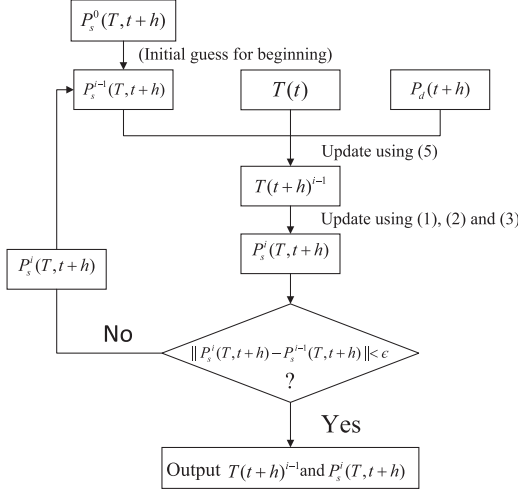 P_s^0(T,t+h)
(Initial guess for beginning)
P_s^{i-1}(T,t+h)
T(t)
P_d(t+h)
Update using (5)
T(t+h)^{i-1}
Update using (1), (2) and (3)
P_s^i(T,t+h)
P_s^i(T,t+h)
No
|| P_s^i(T,t+h) − P_s^{i-1}(T,t+h) || < ϵ
?
Yes
Output T(t+h)^{i-1} and P_s^i(T,t+h)